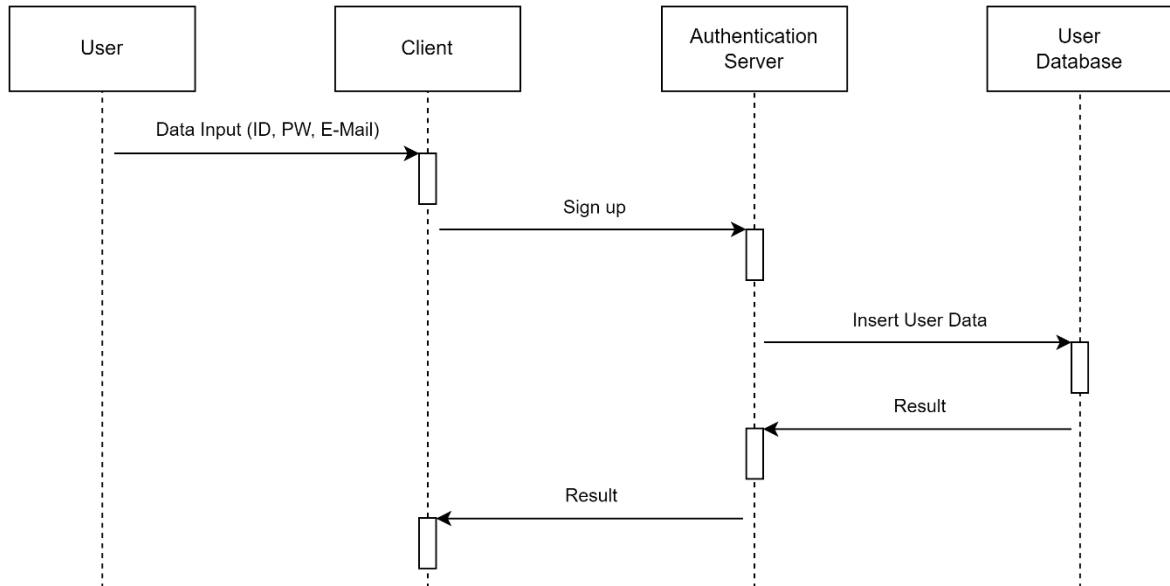 User
Client
Authentication
Server
User
Database
Data Input (ID, PW, E-Mail)
Sign up
Insert User Data
Result
Result